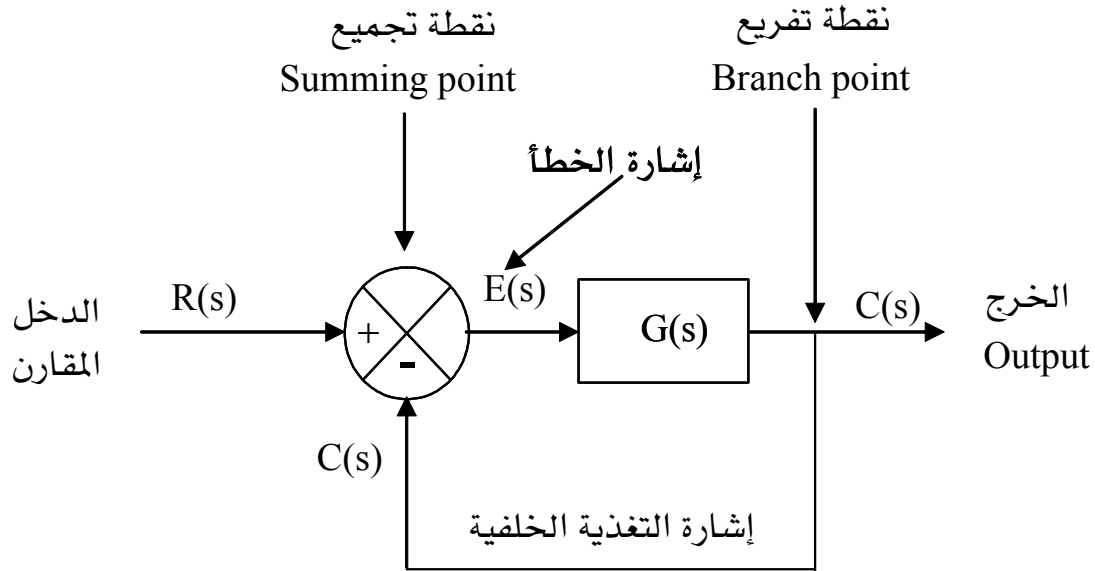 نقطة تجميع
Summing point
نقطة تفريع
Branch point
إشارة الخطأ
الدخل
المقارن
R(s)
+
-
E(s)
G(s)
C(s)
الخرج
Output
C(s)
إشارة التغذية الخلفية